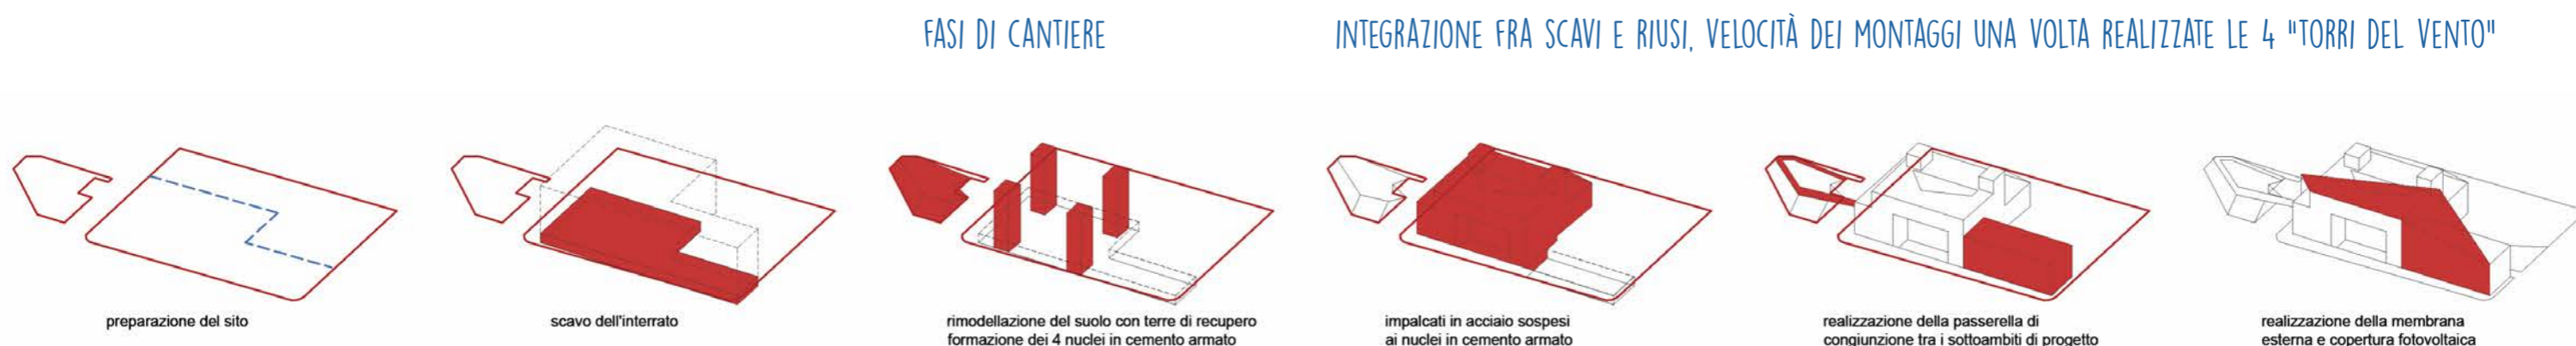 FASI DI CANTIERE
INTEGRAZIONE FRA SCAVI E RIUSI, VELOCITÀ DEI MONTAGGI UNA VOLTA REALIZZATE LE 4 "TORRI DEL VENTO"
preparazione del sito
scavo dell'interrato
rimodellazione del suolo con terre di recupero
formazione dei 4 nuclei in cemento armato
impalcati in acciaio sospesi
ai nuclei in cemento armato
realizzazione della passerella di
congiunzione tra i sottoambiti di progetto
realizzazione della membrana
esterna e copertura fotovoltaica